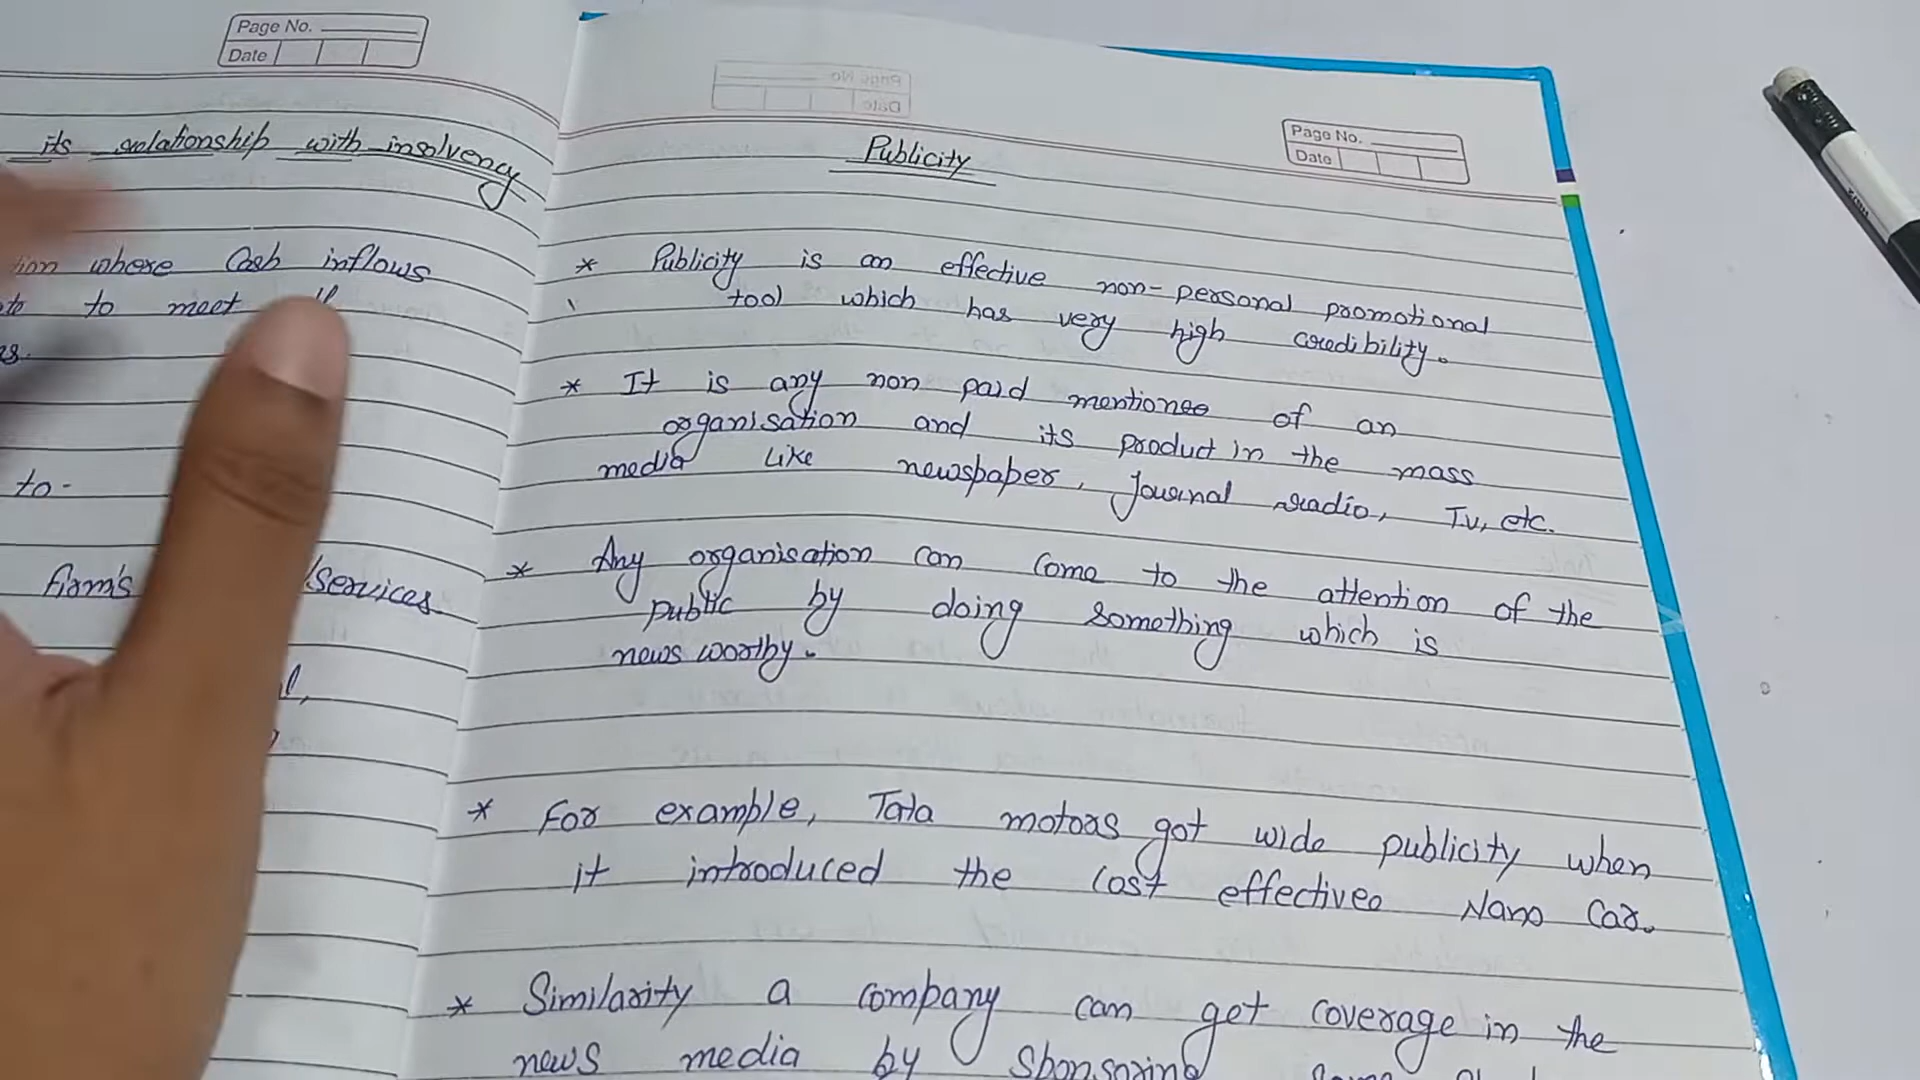 Page No.
Date
its relationship with insolvency
where Cash inflows
to meet
to -
firm's services
Page No.
Date
Publicity
* Publicity is an effective non-personal promotional
tool which has very high credibility.
* It is any non paid mentione of an
organisation and its product in the mass
media like newspaper, Journal radio, T.v, etc.
* Any organisation can come to the attention of the
public by doing something which is
news worthy.
* For example, Tata motors got wide publicity when
it introduced the cost effective Nano Car.
* Similarity a company can get coverage in the
news media by sponsoring